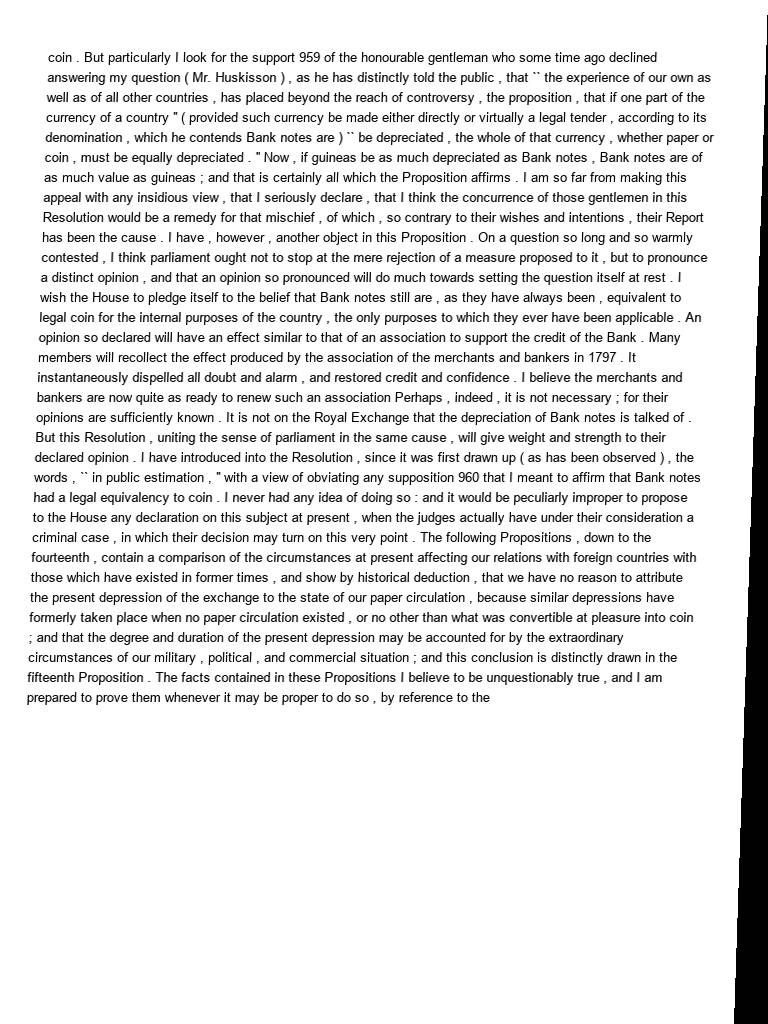 coin . But particularly I look for the support 959 of the honourable gentleman who some time ago declined
answering my question ( Mr. Huskisson ) , as he has distinctly told the public , that `` the experience of our own as
well as of all other countries , has placed beyond the reach of controversy , the proposition , that if one part of the
currency of a country '' ( provided such currency be made either directly or virtually a legal tender , according to its
denomination , which he contends Bank notes are ) `` be depreciated , the whole of that currency , whether paper or
coin , must be equally depreciated . '' Now , if guineas be as much depreciated as Bank notes , Bank notes are of
as much value as guineas ; and that is certainly all which the Proposition affirms . I am so far from making this
appeal with any insidious view , that I seriously declare , that I think the concurrence of those gentlemen in this
Resolution would be a remedy for that mischief , of which , so contrary to their wishes and intentions , their Report
has been the cause . I have , however , another object in this Proposition . On a question so long and so warmly
contested , I think parliament ought not to stop at the mere rejection of a measure proposed to it , but to pronounce
a distinct opinion , and that an opinion so pronounced will do much towards setting the question itself at rest . I
wish the House to pledge itself to the belief that Bank notes still are , as they have always been , equivalent to
legal coin for the internal purposes of the country , the only purposes to which they ever have been applicable . An
opinion so declared will have an effect similar to that of an association to support the credit of the Bank . Many
members will recollect the effect produced by the association of the merchants and bankers in 1797 . It
instantaneously dispelled all doubt and alarm , and restored credit and confidence . I believe the merchants and
bankers are now quite as ready to renew such an association Perhaps , indeed , it is not necessary ; for their
opinions are sufficiently known . It is not on the Royal Exchange that the depreciation of Bank notes is talked of .
But this Resolution , uniting the sense of parliament in the same cause , will give weight and strength to their
declared opinion . I have introduced into the Resolution , since it was first drawn up ( as has been observed ) , the
words , `` in public estimation , '' with a view of obviating any supposition 960 that I meant to affirm that Bank notes
had a legal equivalency to coin . I never had any idea of doing so : and it would be peculiarly improper to propose
to the House any declaration on this subject at present , when the judges actually have under their consideration a
criminal case , in which their decision may turn on this very point . The following Propositions , down to the
fourteenth , contain a comparison of the circumstances at present affecting our relations with foreign countries with
those which have existed in former times , and show by historical deduction , that we have no reason to attribute
the present depression of the exchange to the state of our paper circulation , because similar depressions have
formerly taken place when no paper circulation existed , or no other than what was convertible at pleasure into coin
; and that the degree and duration of the present depression may be accounted for by the extraordinary
circumstances of our military , political , and commercial situation ; and this conclusion is distinctly drawn in the
fifteenth Proposition . The facts contained in these Propositions I believe to be unquestionably true , and I am
prepared to prove them whenever it may be proper to do so , by reference to the